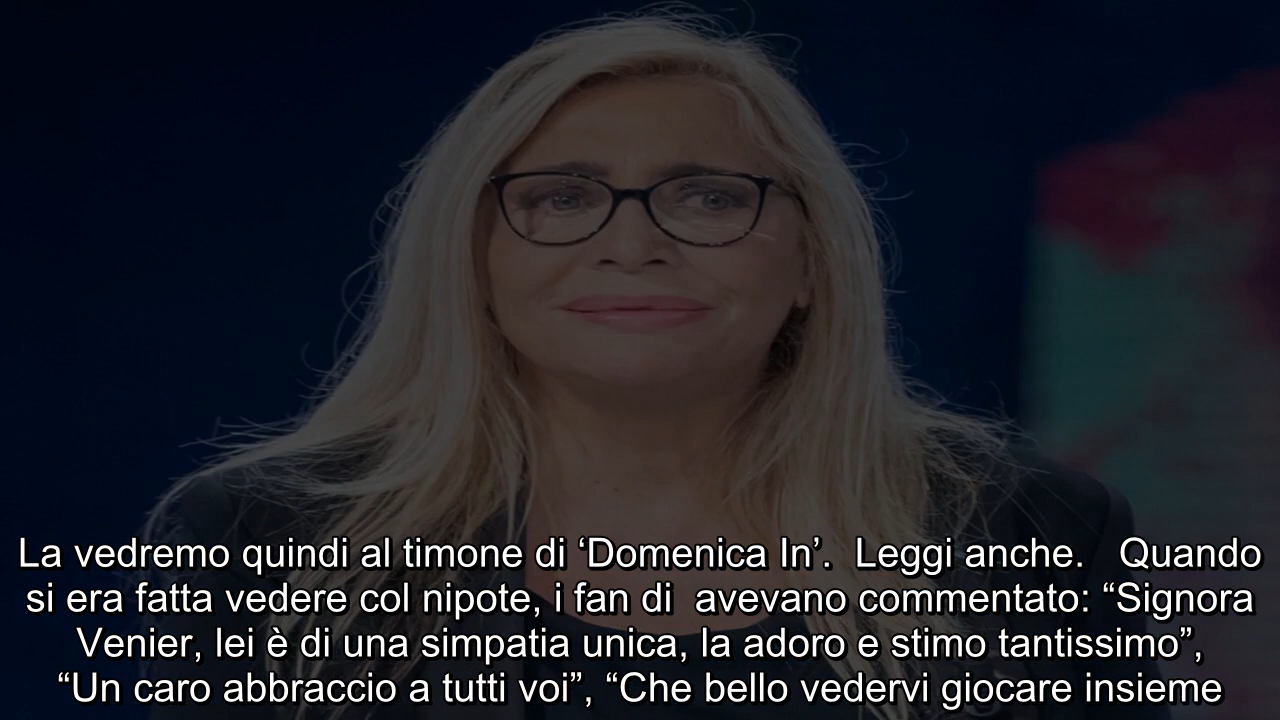 La vedremo quindi al timone di ‘Domenica In’.  Leggi anche.   Quando
si era fatta vedere col nipote, i fan di  avevano commentato: “Signora
Venier, lei è di una simpatia unica, la adoro e stimo tantissimo”,
“Un caro abbraccio a tutti voi”, “Che bello vedervi giocare insieme